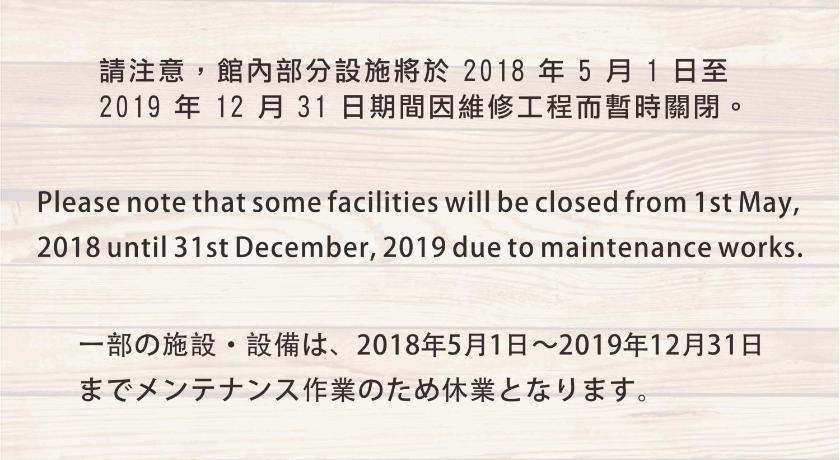 請注意，館內部分設施將於 2018 年 5 月 1 日至
2019 年 12 月 31 日期間因維修工程而暫時關閉。
Please note that some facilities will be closed from 1st May,
2018 until 31st December, 2019 due to maintenance works.
一部の施設・設備は、2018年5月1日～2019年12月31日
までメンテナンス作業のため休業となります。